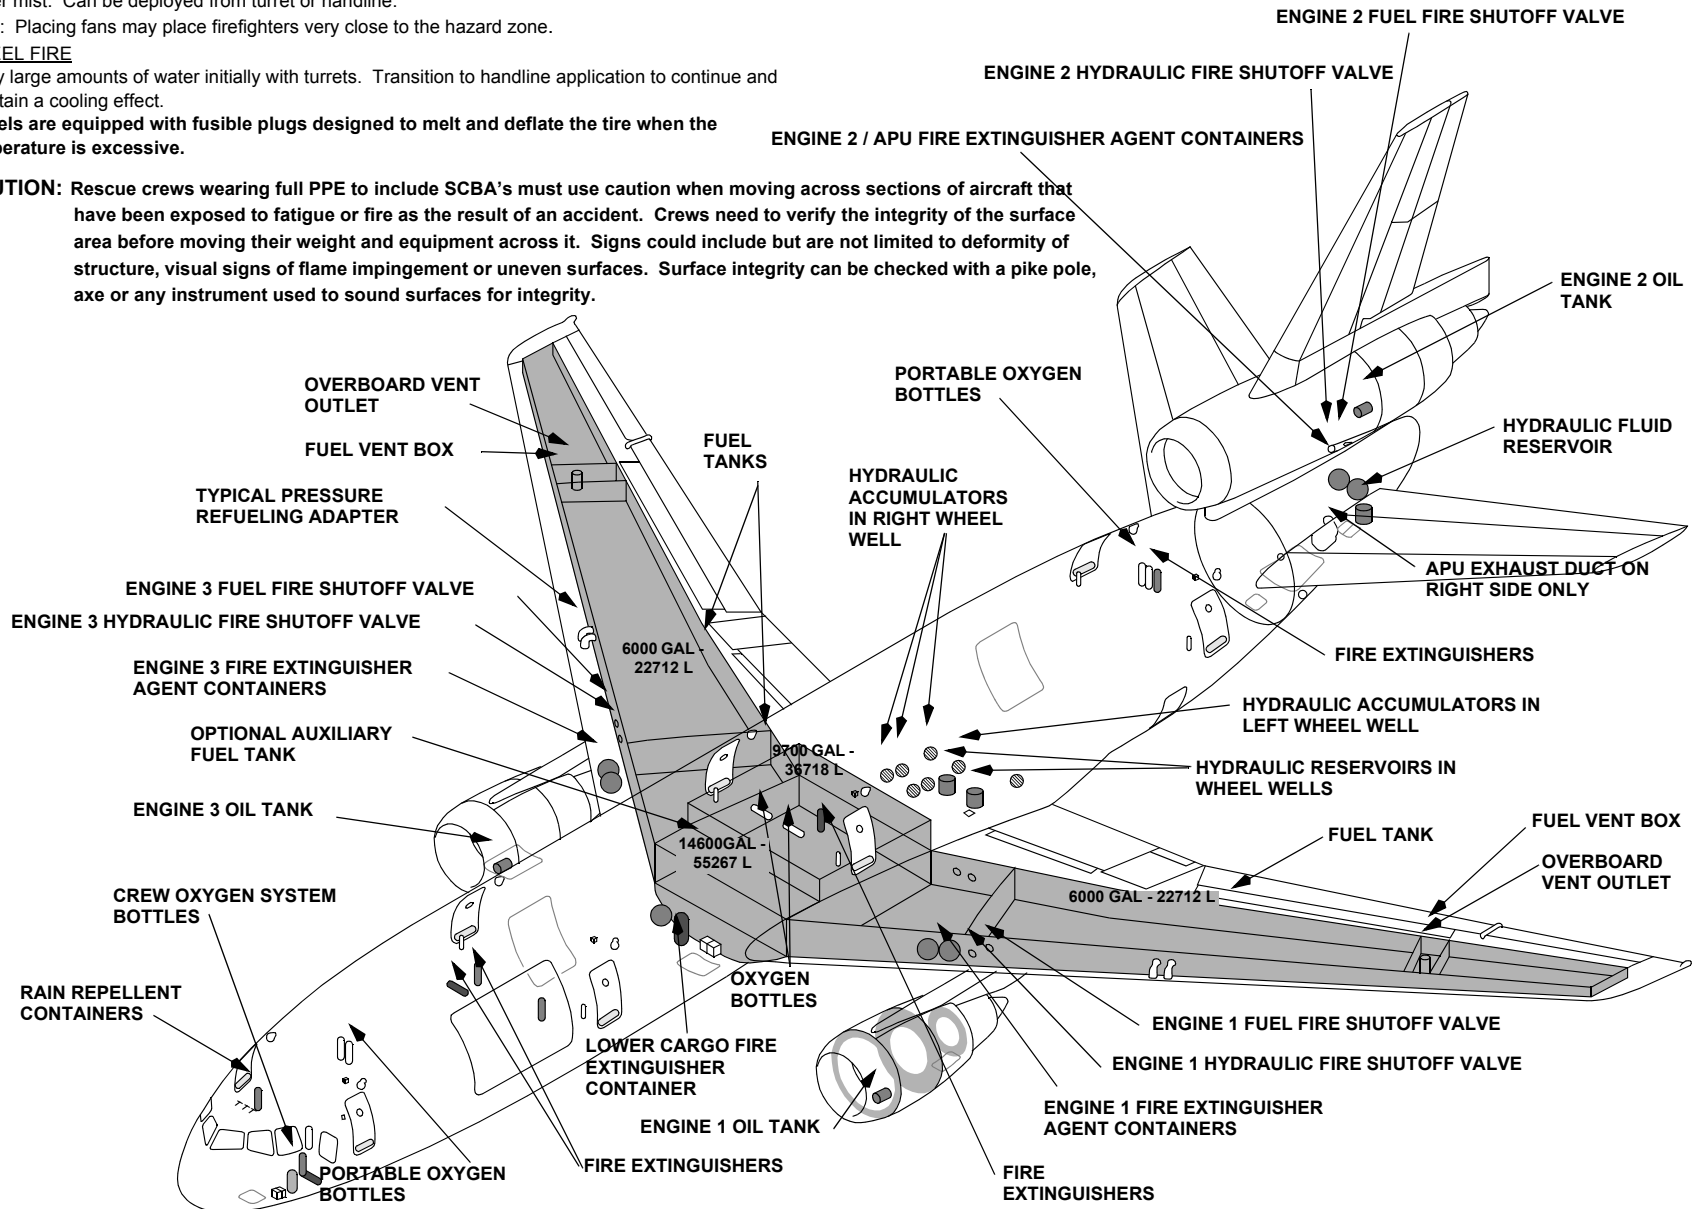 er mist.  Can be deployed from turret or handline.
:  Placing fans may place firefighters very close to the hazard zone.
EEL FIRE
y large amounts of water initially with turrets.  Transition to handline application to continue and
tain a cooling effect.
els are equipped with fusible plugs designed to melt and deflate the tire when the
perature is excessive.
UTION: Rescue crews wearing full PPE to include SCBA's must use caution when moving across sections of aircraft that
have been exposed to fatigue or fire as the result of an accident.  Crews need to verify the integrity of the surface
area before moving their weight and equipment across it.  Signs could include but are not limited to deformity of
structure, visual signs of flame impingement or uneven surfaces.  Surface integrity can be checked with a pike pole,
axe or any instrument used to sound surfaces for integrity.
ENGINE 2 FUEL FIRE SHUTOFF VALVE
ENGINE 2 HYDRAULIC FIRE SHUTOFF VALVE
ENGINE 2 / APU FIRE EXTINGUISHER AGENT CONTAINERS
ENGINE 2 OIL
TANK
PORTABLE OXYGEN
BOTTLES
HYDRAULIC FLUID
RESERVOIR
OVERBOARD VENT
OUTLET
FUEL VENT BOX
FUEL
TANKS
HYDRAULIC
ACCUMULATORS
IN RIGHT WHEEL
WELL
TYPICAL PRESSURE
REFUELING ADAPTER
APU EXHAUST DUCT ON
RIGHT SIDE ONLY
ENGINE 3 FUEL FIRE SHUTOFF VALVE
ENGINE 3 HYDRAULIC FIRE SHUTOFF VALVE
6000 GAL -
22712 L
FIRE EXTINGUISHERS
ENGINE 3 FIRE EXTINGUISHER
AGENT CONTAINERS
HYDRAULIC ACCUMULATORS IN
LEFT WHEEL WELL
OPTIONAL AUXILIARY
FUEL TANK
9700 GAL -
36718 L
HYDRAULIC RESERVOIRS IN
WHEEL WELLS
ENGINE 3 OIL TANK
14600GAL -
55267 L
FUEL TANK
FUEL VENT BOX
OVERBOARD
VENT OUTLET
CREW OXYGEN SYSTEM
BOTTLES
6000 GAL - 22712 L
OXYGEN
BOTTLES
RAIN REPELLENT
CONTAINERS
LOWER CARGO FIRE
EXTINGUISHER
CONTAINER
ENGINE 1 FUEL FIRE SHUTOFF VALVE
ENGINE 1 HYDRAULIC FIRE SHUTOFF VALVE
ENGINE 1 OIL TANK
ENGINE 1 FIRE EXTINGUISHER
AGENT CONTAINERS
PORTABLE OXYGEN
BOTTLES
FIRE EXTINGUISHERS
FIRE
EXTINGUISHERS